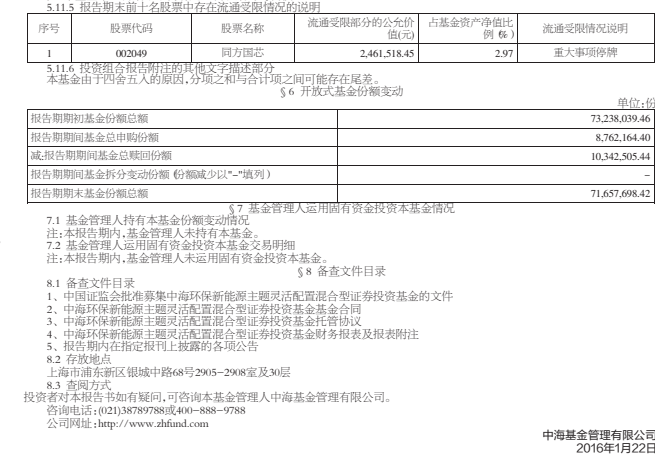 5.11.5 报告期末前十名股票中存在流通受限情况的说明
序号 股票代码 股票名称 流通受限部分的公允价值(元) 占基金资产净值比例(%) 流通受限情况说明
1 002049 同方国芯 2,461,518.45 2.97 重大事项停牌
5.11.6 投资组合报告附注的其他文字描述部分
本基金由于四舍五入的原因,分项之和与合计项之间可能存在尾差。
§6 开放式基金份额变动
单位:份
报告期期初基金份额总额 73,238,039.46
报告期期间基金总申购份额 8,762,164.40
减:报告期期间基金总赎回份额 10,342,505.44
报告期期间基金拆分变动份额(份额减少以"-"填列) -
报告期期末基金份额总额 71,657,698.42
§7 基金管理人运用固有资金投资本基金情况
7.1 基金管理人持有本基金份额变动情况
注:本报告期内,基金管理人未持有本基金。
7.2 基金管理人运用固有资金投资本基金交易明细
注:本报告期内,基金管理人未运用固有资金投资本基金。
§8 备查文件目录
8.1 备查文件目录
1、中国证监会批准募集中海环保新能源主题灵活配置混合型证券投资基金的文件
2、中海环保新能源主题灵活配置混合型证券投资基金基金合同
3、中海环保新能源主题灵活配置混合型证券投资基金托管协议
4、中海环保新能源主题灵活配置混合型证券投资基金财务报表及报表附注
5、报告期内在指定报刊上披露的各项公告
8.2 存放地点
上海市浦东新区银城中路68号2905-2908室及30层
8.3 查阅方式
投资者对本报告书如有疑问,可咨询本基金管理人中海基金管理有限公司。
咨询电话:(021)38789788或400-888-9788
公司网址:http://www.zhfund.com
中海基金管理有限公司
2016年1月22日